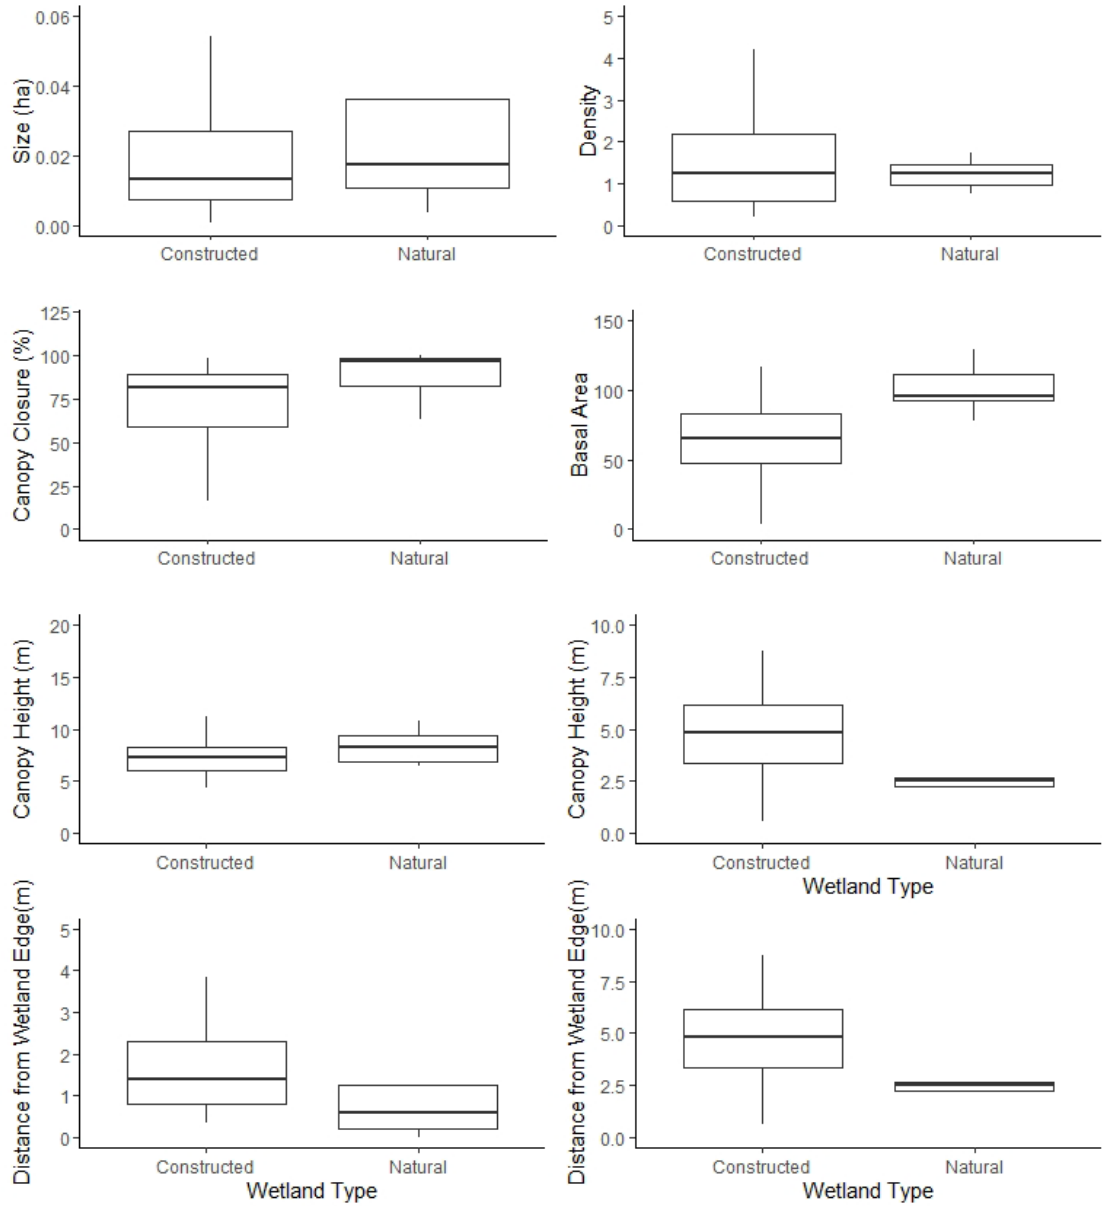 Size (ha)
0.06
0.04
0.02
0.00
Constructed
Natural
Density
5
4
3
2
1
0
Constructed
Natural
Canopy Closure (%)
125
100
75
50
25
0
Constructed
Natural
Basal Area
150
100
50
0
Constructed
Natural
Canopy Height (m)
20
15
10
5
0
Constructed
Natural
Canopy Height (m)
10.0
7.5
5.0
2.5
0.0
Constructed
Natural
Wetland Type
Distance from Wetland Edge(m)
5
4
3
2
1
0
Constructed
Natural
Wetland Type
Distance from Wetland Edge(m)
10.0
7.5
5.0
2.5
0.0
Constructed
Natural
Wetland Type